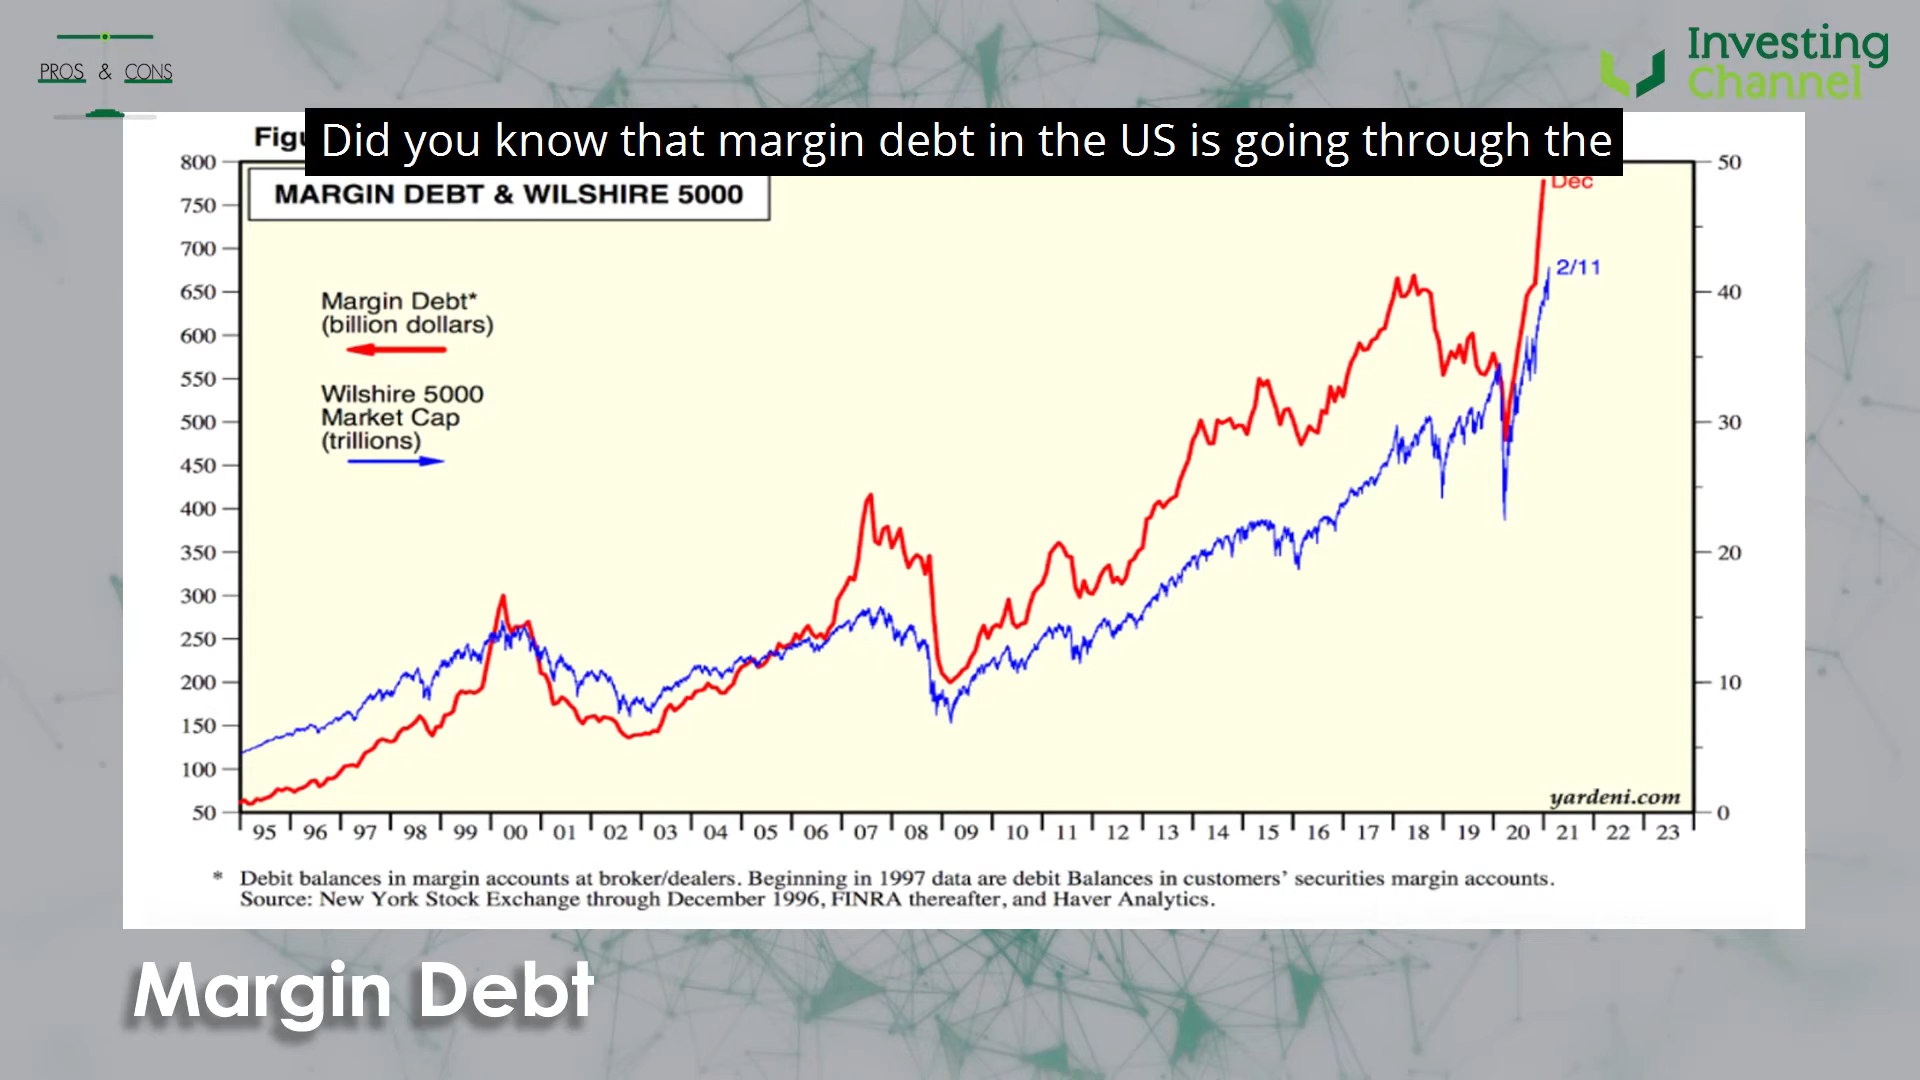 PROS & CONS
Investing
Channel
Did you know that margin debt in the US is going through the
MARGIN DEBT & WILSHIRE 5000
800
750
700
650
600
550
500
450
400
350
300
250
200
150
100
50
50
40
30
20
10
0
Dec
2/11
Margin Debt*
(billion dollars)
Wilshire 5000
Market Cap
(trillions)
yardeni.com
95 96 97 98 99 00 01 02 03 04 05 06 07 08 09 10 11 12 13 14 15 16 17 18 19 20 21 22 23
* Debit balances in margin accounts at broker/dealers. Beginning in 1997 data are debit Balances in customers' securities margin accounts.
Source: New York Stock Exchange through December 1996, FINRA thereafter, and Haver Analytics.
Margin Debt